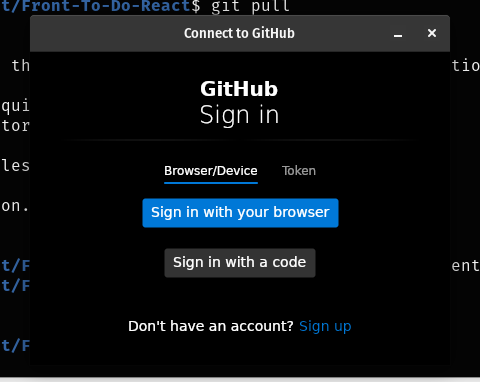 t/Front-To-Do-React$ git pull
Connect to GitHub
th
tio
GitHub
qui
Sign in
tor
les
Browser/Device Token
on.
Sign in with your browser
Sign in with a code
t/F
ent
t/F
Don't have an account? Sign up
t/F